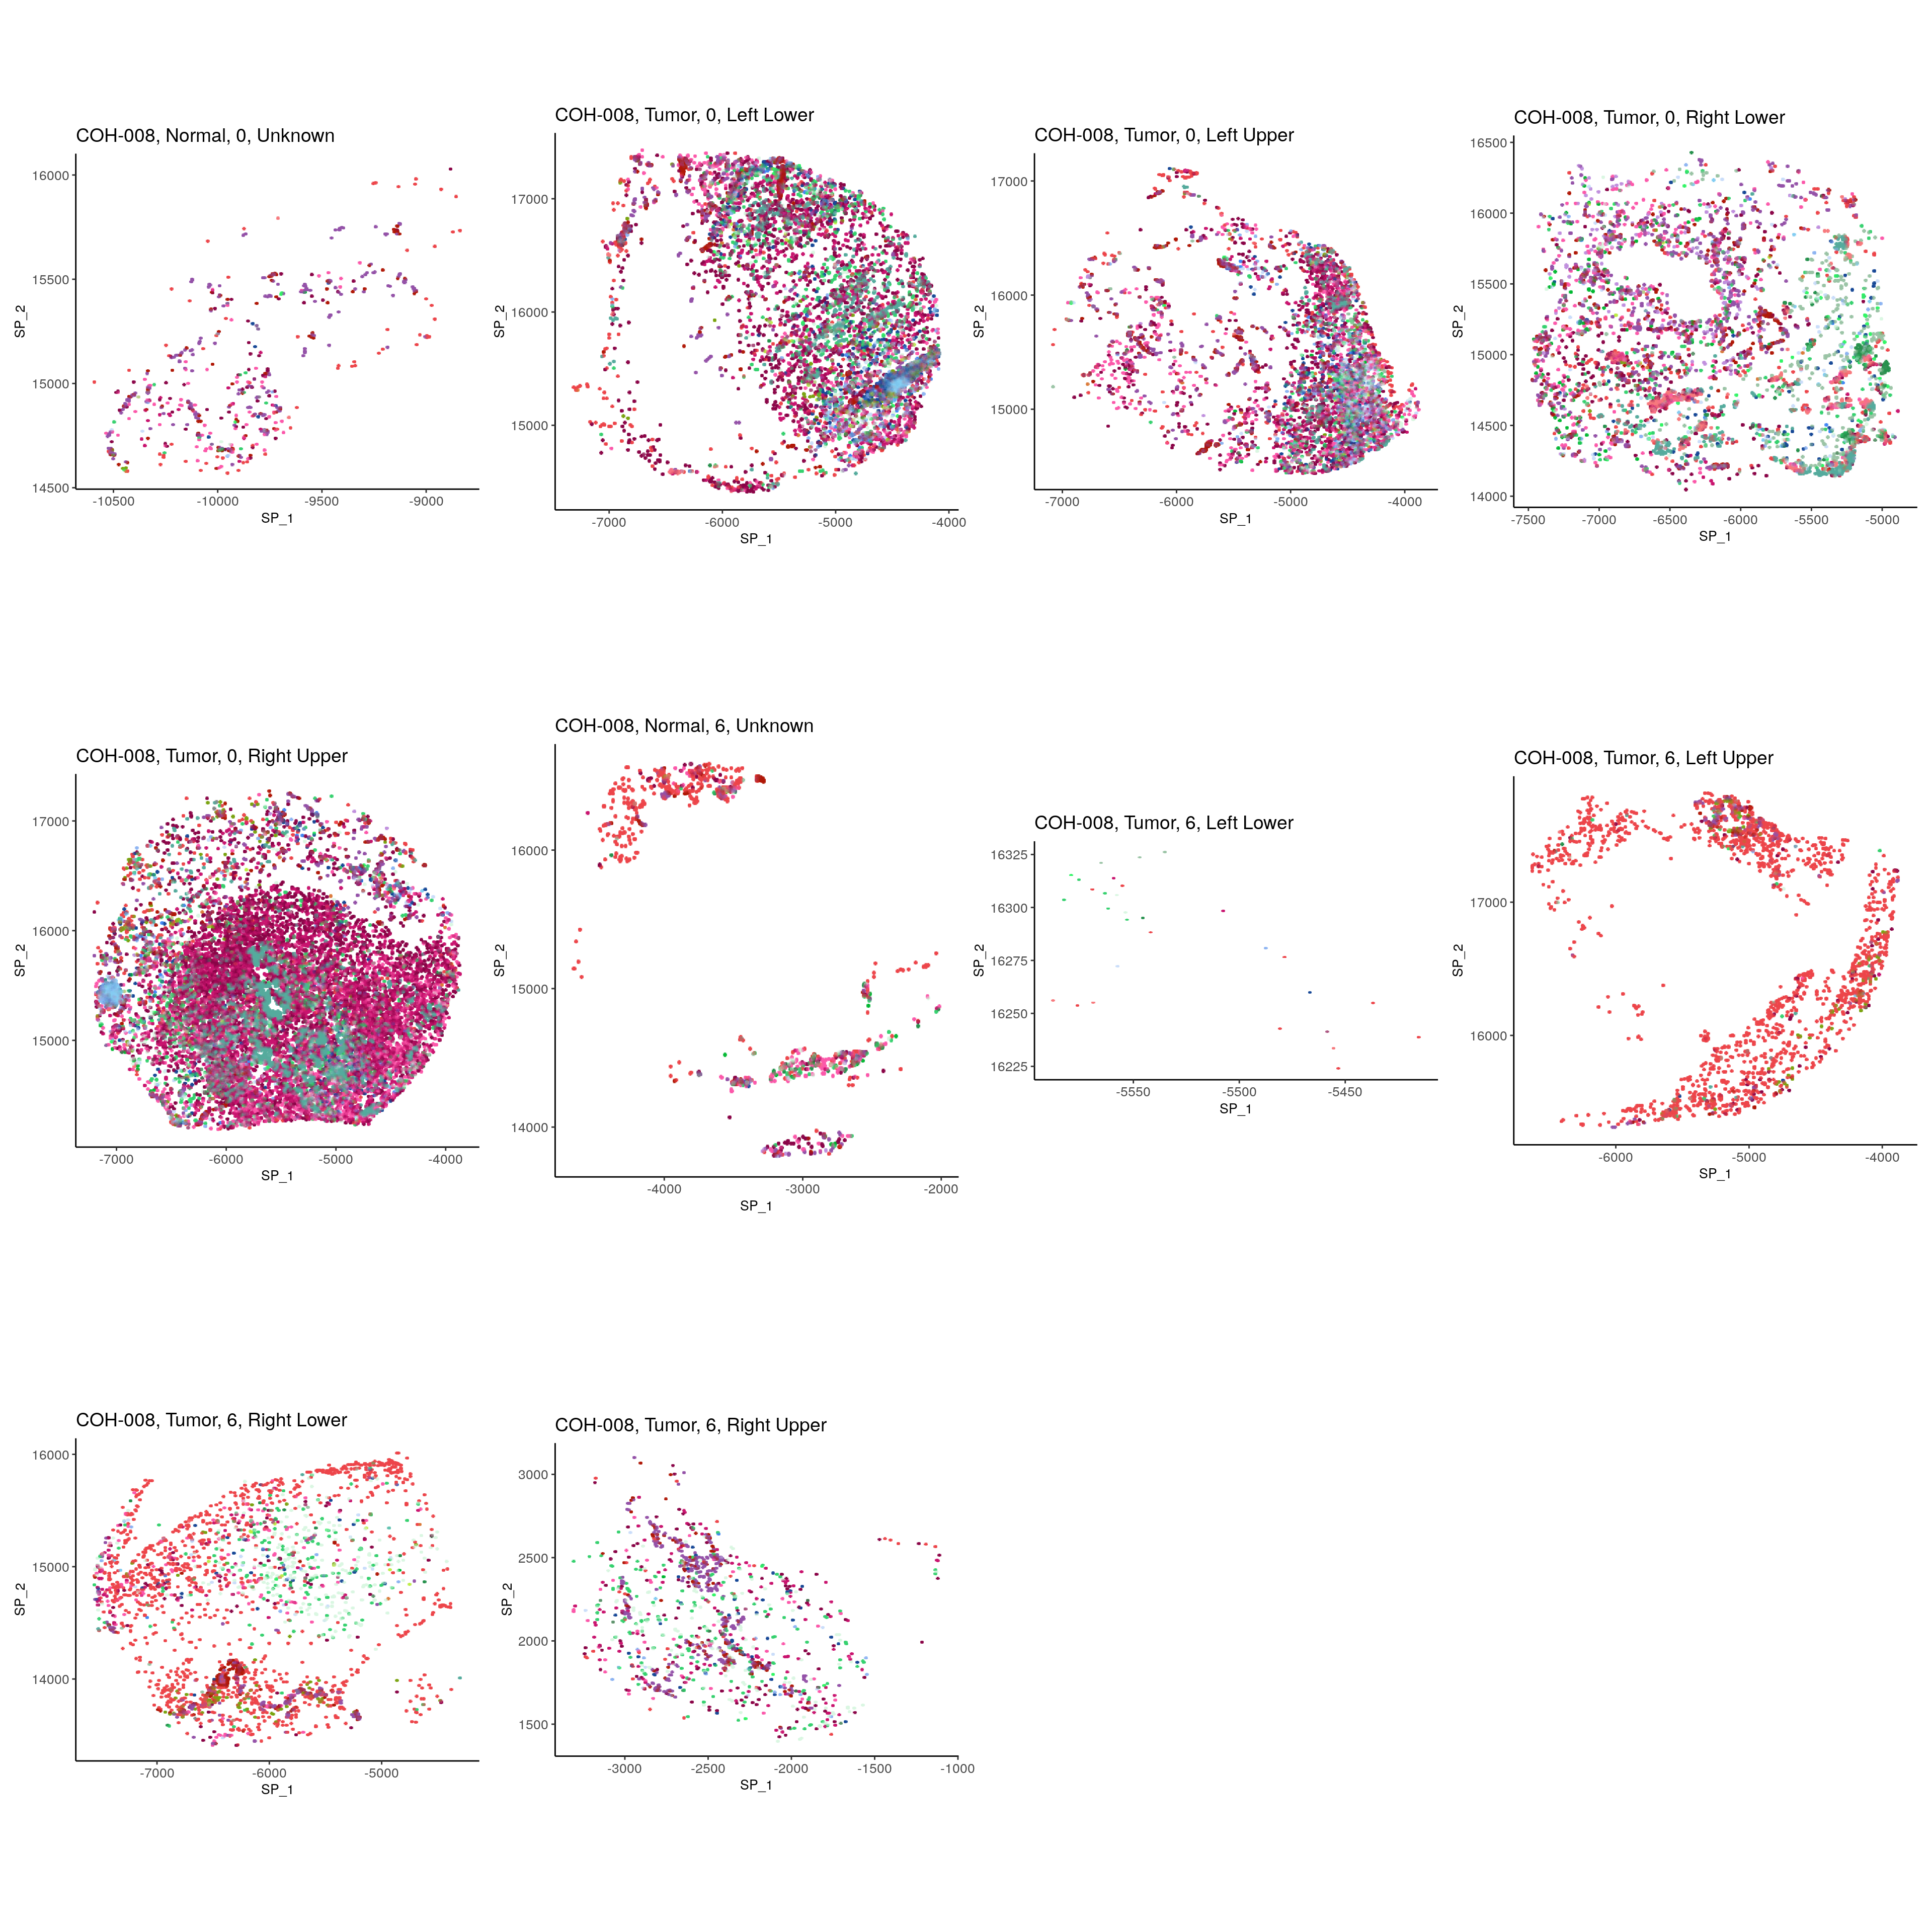 COH-008, Normal, 0, Unknown
16000
15500
15000
14500
-10500 -10000 -9500 -9000
SP_1
SP_2
COH-008, Tumor, 0, Left Lower
17000
16000
15000
-7000 -6000 -5000 -4000
SP_1
SP_2
COH-008, Tumor, 0, Left Upper
17000
16000
15000
-7000 -6000 -5000 -4000
SP_1
SP_2
COH-008, Tumor, 0, Right Lower
16500
16000
15500
15000
14500
14000
-7500 -7000 -6500 -6000 -5500 -5000
SP_1
SP_2
COH-008, Tumor, 0, Right Upper
17000
16000
15000
-7000 -6000 -5000 -4000
SP_1
SP_2
COH-008, Normal, 6, Unknown
16000
15000
14000
-4000 -3000 -2000
SP_1
SP_2
COH-008, Tumor, 6, Left Lower
16325
16300
16275
16250
16225
-5550 -5500 -5450
SP_1
SP_2
COH-008, Tumor, 6, Left Upper
17000
16000
-6000 -5000 -4000
SP_1
SP_2
COH-008, Tumor, 6, Right Lower
16000
15000
14000
-7000 -6000 -5000
SP_1
SP_2
COH-008, Tumor, 6, Right Upper
3000
2500
2000
1500
-3000 -2500 -2000 -1500 -1000
SP_1
SP_2